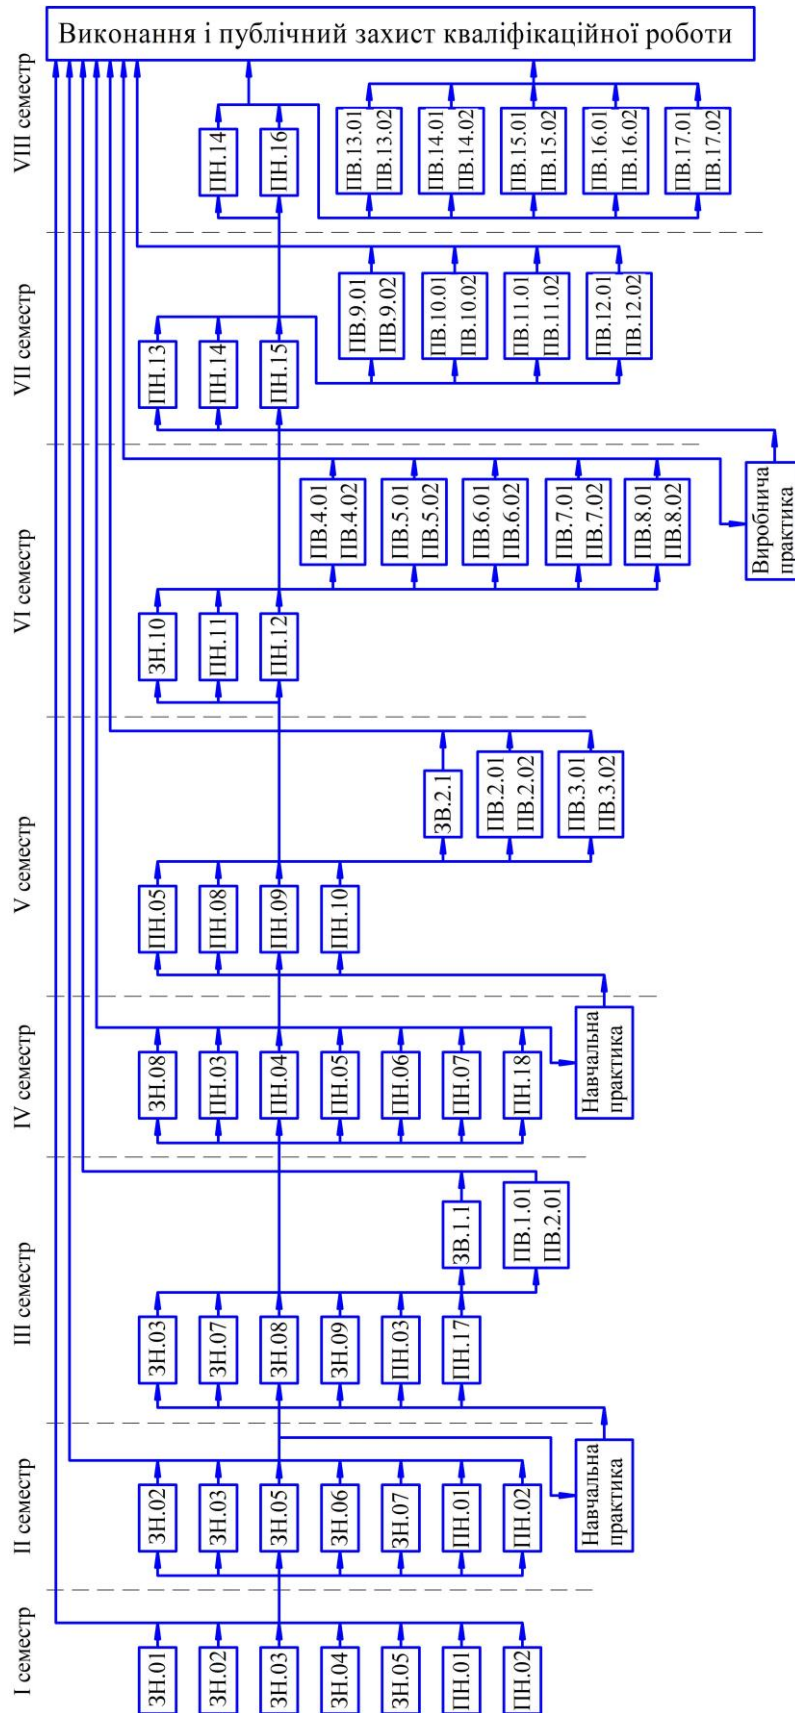 Виконання і публічний захист кваліфікаційної роботи
VIII семестр
ПН.14
ПН.16
ПВ.13.01
ПВ.13.02
ПВ.14.01
ПВ.14.02
ПВ.15.01
ПВ.15.02
ПВ.16.01
ПВ.16.02
ПВ.17.01
ПВ.17.02
VII семестр
ПН.13
ПН.14
ПН.15
ПВ.9.01
ПВ.9.02
ПВ.10.01
ПВ.10.02
ПВ.11.01
ПВ.11.02
ПВ.12.01
ПВ.12.02
VI семестр
ЗН.10
ПН.11
ПН.12
ПВ.4.01
ПВ.4.02
ПВ.5.01
ПВ.5.02
ПВ.6.01
ПВ.6.02
ПВ.7.01
ПВ.7.02
ПВ.8.01
ПВ.8.02
Виробнича
практика
V семестр
ПН.05
ПН.08
ПН.09
ПН.10
ЗВ.2.1
ПВ.2.01
ПВ.2.02
ПВ.3.01
ПВ.3.02
IV семестр
ЗН.08
ПН.03
ПН.04
ПН.05
ПН.06
ПН.07
ПН.18
Навчальна
практика
III семестр
ЗН.03
ЗН.07
ЗН.08
ЗН.09
ПН.03
ПН.17
ЗВ.1.1
ПВ.1.01
ПВ.2.01
II семестр
ЗН.02
ЗН.03
ЗН.05
ЗН.06
ЗН.07
ПН.01
ПН.02
Навчальна
практика
I семестр
ЗН.01
ЗН.02
ЗН.03
ЗН.04
ЗН.05
ПН.01
ПН.02